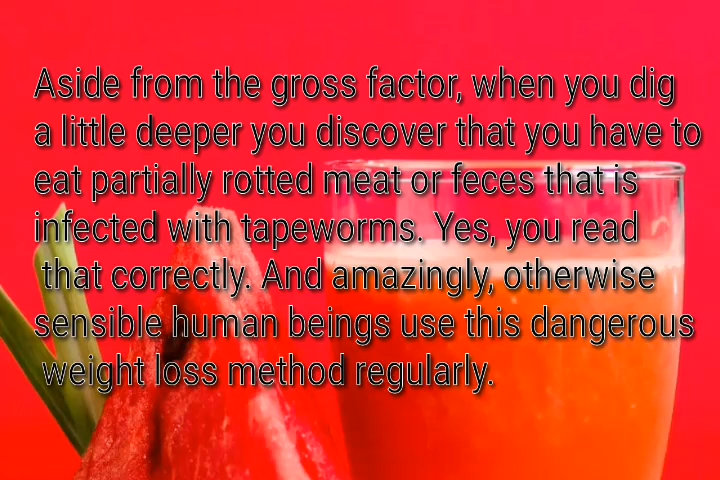 Aside from the gross factor, when you dig
a little deeper you discover that you have to
eat partially rotted meat or feces that is
infected with tapeworms. Yes, you read
that correctly. And amazingly, otherwise
sensible human beings use this dangerous
weight loss method regularly.